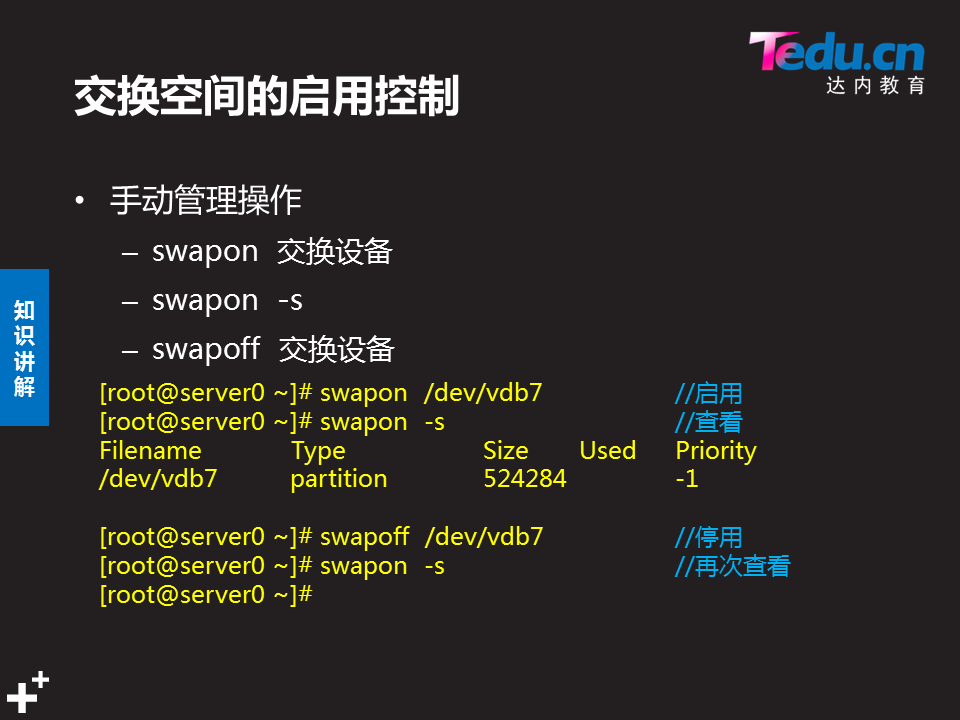 Tedu.cn
达内教育
交换空间的启用控制
• 手动管理操作
– swapon 交换设备
– swapon -s
– swapoff 交换设备
知识讲解
[root@server0 ~]# swapon /dev/vdb7 //启用
[root@server0 ~]# swapon -s //查看
Filename Type Size Used Priority
/dev/vdb7 partition 524284 -1
[root@server0 ~]# swapoff /dev/vdb7 //停用
[root@server0 ~]# swapon -s //再次查看
[root@server0 ~]#